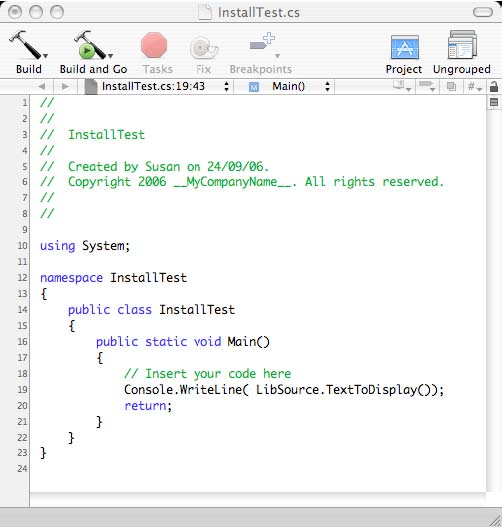 InstallTest.cs
Build Build and Go Tasks Fix Breakpoints Project Ungrouped
InstallTest.cs:19:43 M Main() #
1 //
2 //
3 //  InstallTest
4 //
5 //  Created by Susan on 24/09/06.
6 //  Copyright 2006 __MyCompanyName__. All rights reserved.
7 //
8 //
9
10 using System;
11
12 namespace InstallTest
13 {
14     public class InstallTest
15     {
16         public static void Main()
17         {
18             // Insert your code here
19             Console.WriteLine( LibSource.TextToDisplay());
20             return;
21         }
22     }
23 }
24